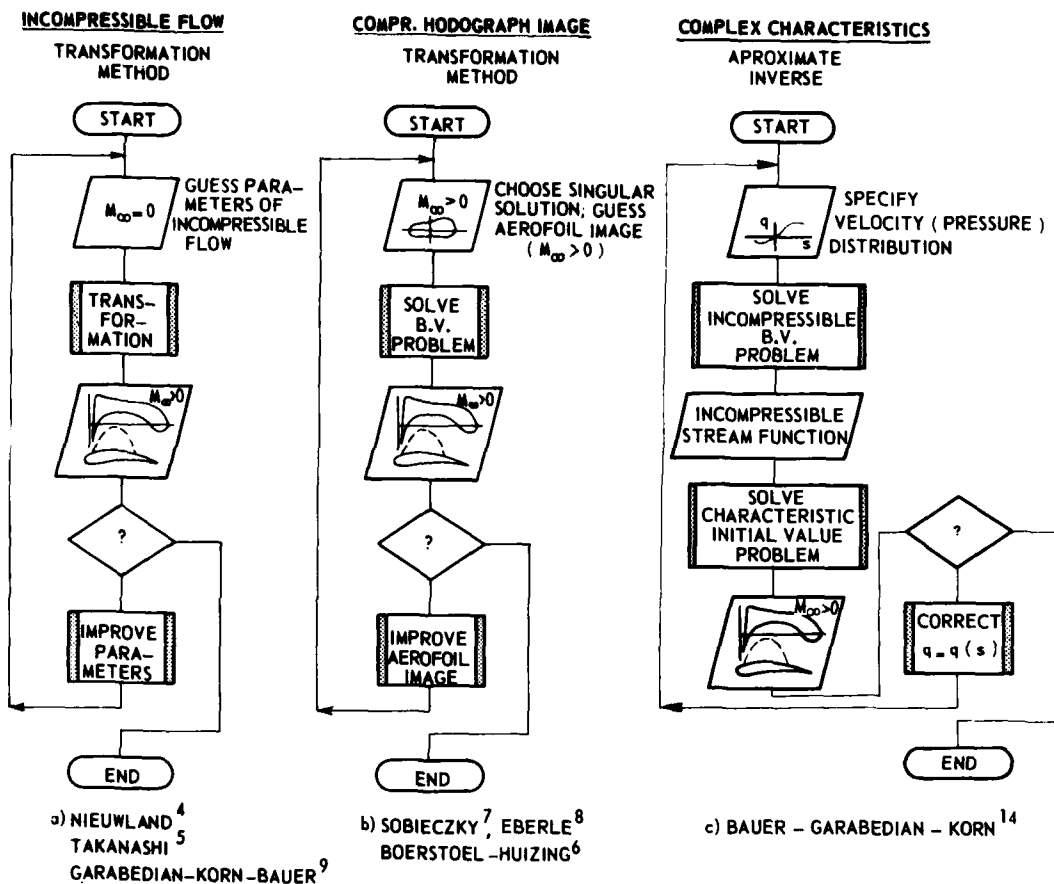 INCOMPRESSIBLE FLOW
TRANSFORMATION
METHOD
START
GUESS PARA-
METERS OF
INCOMPRESSIBLE
FLOW
M∞ = 0
TRANS-
FOR-
MATION
M∞>0
?
IMPROVE
PARA-
METERS
END
a) NIEUWLAND 4
TAKANASHI 5
GARABEDIAN-KORN-BAUER 9
COMPR. HODOGRAPH IMAGE
TRANSFORMATION
METHOD
START
M∞ > 0
CHOOSE SINGULAR
SOLUTION; GUESS
AEROFOIL IMAGE
( M∞ > 0 )
SOLVE
B.V.
PROBLEM
M∞>0
?
IMPROVE
AEROFOIL
IMAGE
END
b) SOBIECZKY 7, EBERLE 8
BOERSTOEL-HUIZING 6
COMPLEX CHARACTERISTICS
APROXIMATE
INVERSE
START
q
s
SPECIFY
VELOCITY ( PRESSURE )
DISTRIBUTION
SOLVE
INCOMPRESSIBLE
B.V.
PROBLEM
INCOMPRESSIBLE
STREAM FUNCTION
SOLVE
CHARACTERISTIC
INITIAL VALUE
PROBLEM
M∞>0
?
CORRECT
q = q ( s )
END
c) BAUER – GARABEDIAN – KORN 14